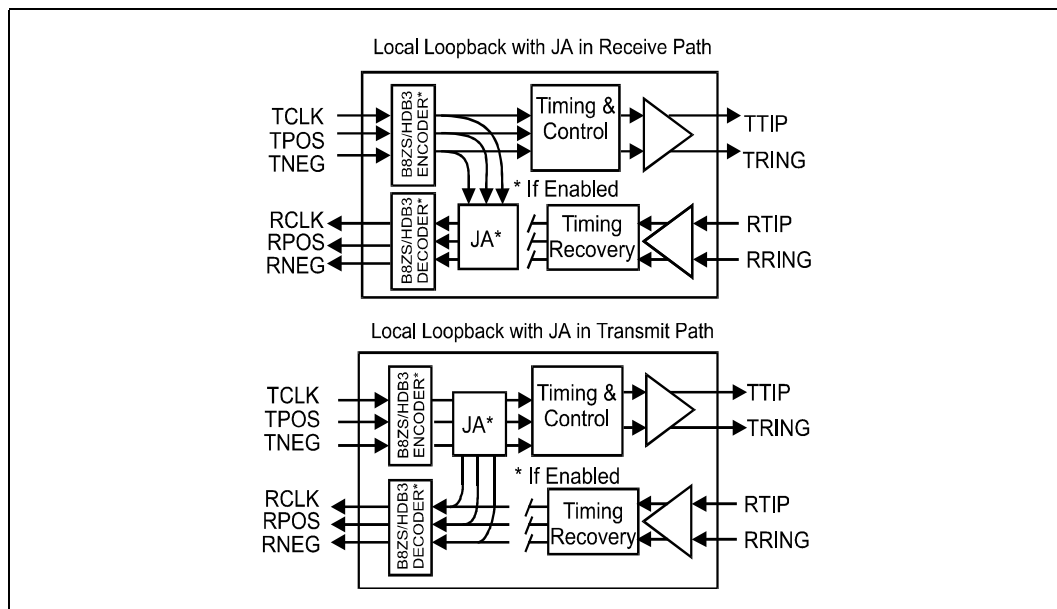 Local Loopback with JA in Receive Path
TCLK
TPOS
TNEG
B8ZS/HDB3
ENCODER*
Timing &
Control
TTIP
TRING
* If Enabled
RCLK
RPOS
RNEG
B8ZS/HDB3
DECODER*
JA*
Timing
Recovery
RTIP
RRING
Local Loopback with JA in Transmit Path
TCLK
TPOS
TNEG
B8ZS/HDB3
ENCODER*
JA*
Timing &
Control
TTIP
TRING
* If Enabled
RCLK
RPOS
RNEG
B8ZS/HDB3
DECODER*
Timing
Recovery
RTIP
RRING